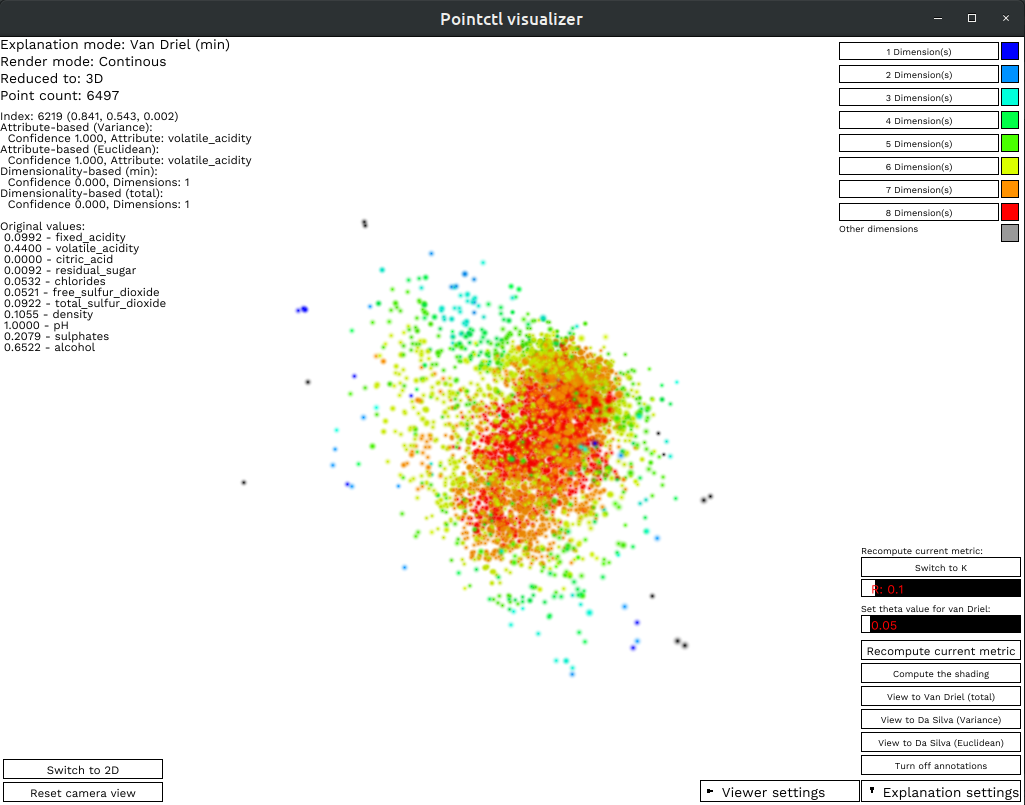 Pointctl visualizer
Explanation mode: Van Driel (min)
Render mode: Continous
Reduced to: 3D
Point count: 6497
Index: 6219 (0.841, 0.543, 0.002)
Attribute-based (Variance):
Confidence 1.000, Attribute: volatile_acidity
Attribute-based (Euclidean):
Confidence 1.000, Attribute: volatile_acidity
Dimensionality-based (min):
Confidence 0.000, Dimensions: 1
Dimensionality-based (total):
Confidence 0.000, Dimensions: 1
Original values:
0.0992 - fixed_acidity
0.4400 - volatile_acidity
0.0000 - citric_acid
0.0092 - residual_sugar
0.0532 - chlorides
0.0521 - free_sulfur_dioxide
0.0922 - total_sulfur_dioxide
0.1055 - density
1.0000 - pH
0.2079 - sulphates
0.6522 - alcohol
1 Dimension(s)
2 Dimension(s)
3 Dimension(s)
4 Dimension(s)
5 Dimension(s)
6 Dimension(s)
7 Dimension(s)
8 Dimension(s)
Other dimensions
Recompute current metric:
Switch to K
R: 0.1
Set theta value for van Driel:
0.05
Recompute current metric
Compute the shading
View to Van Driel (total)
View to Da Silva (Variance)
View to Da Silva (Euclidean)
Turn off annotations
Switch to 2D
Reset camera view
Viewer settings
Explanation settings